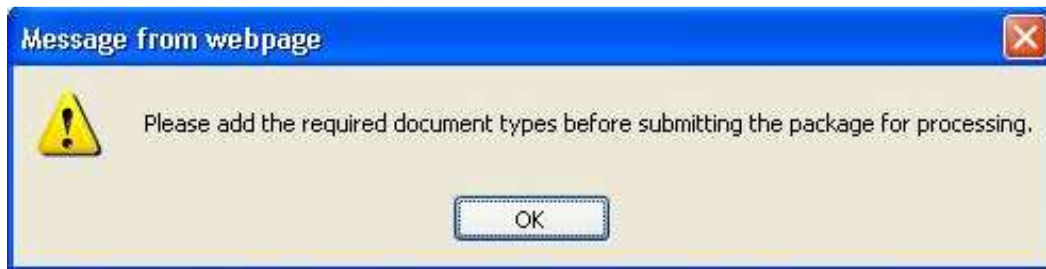 Message from webpage
Please add the required document types before submitting the package for processing.
OK